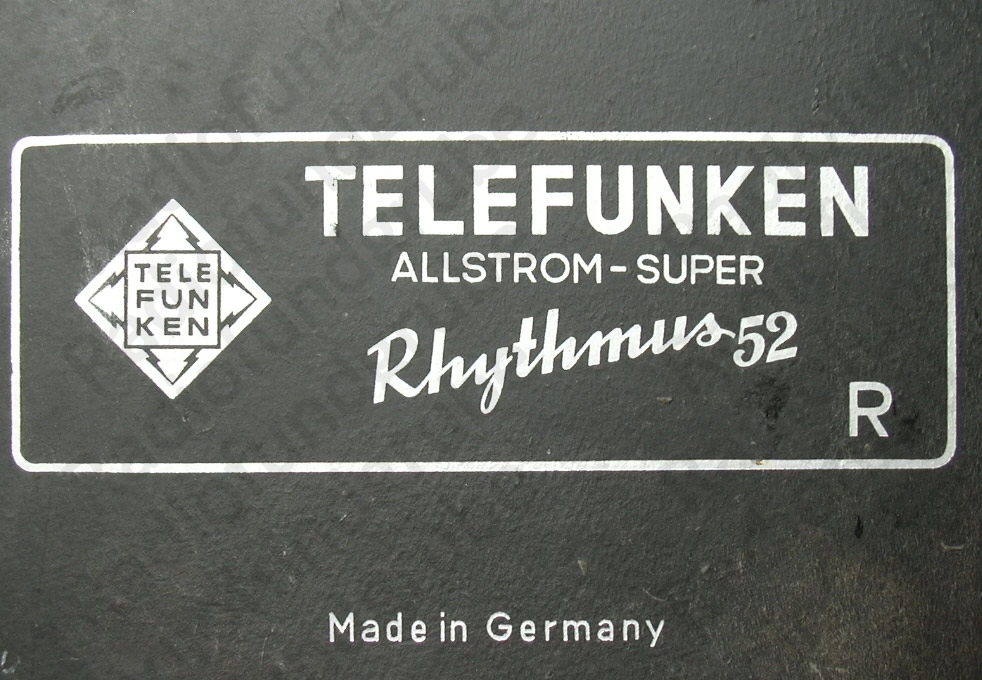 TELEFUNKEN
ALLSTROM-SUPER
Rhythmus 52
R
TELE
FUN
KEN
Made in Germany